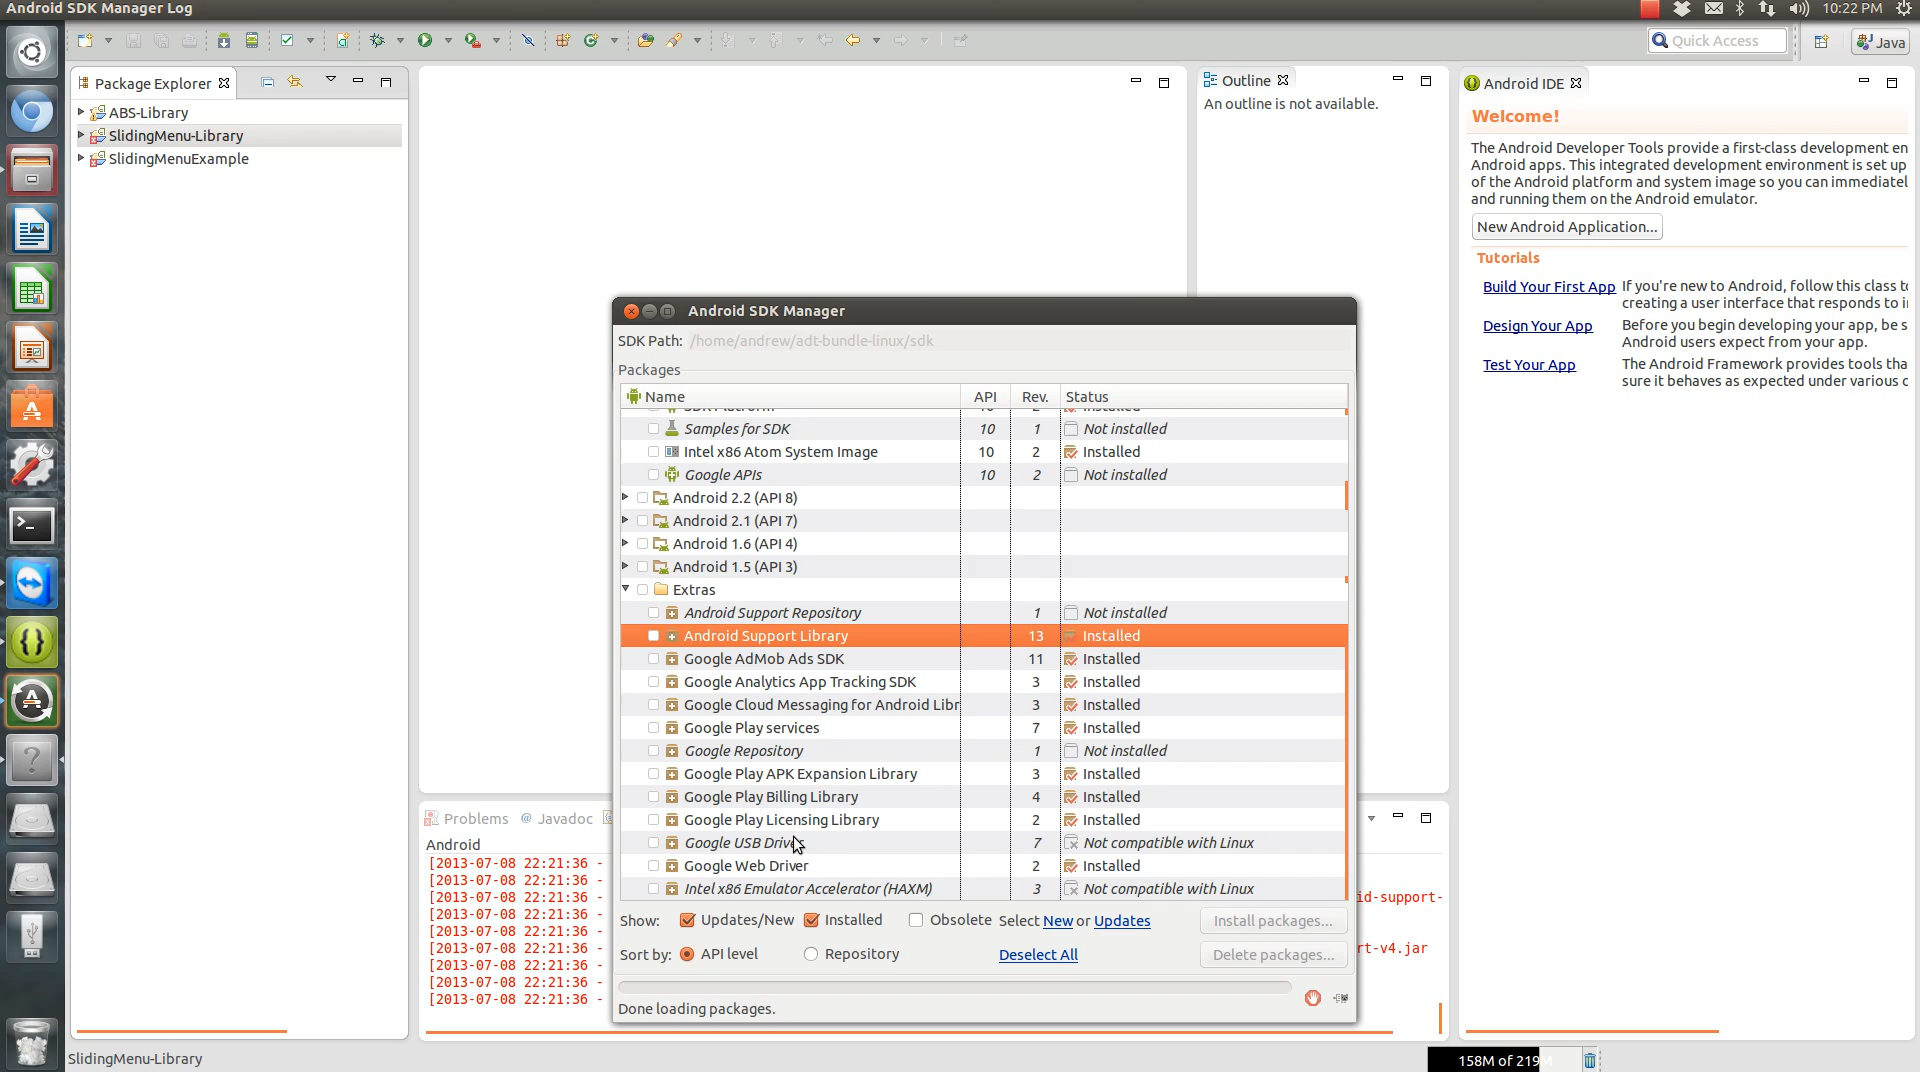 Android SDK Manager Log
10:22 PM
Quick Access
Java
Package Explorer
ABS-Library
SlidingMenu-Library
SlidingMenuExample
Outline
An outline is not available.
Android IDE
Welcome!
The Android Developer Tools provide a first-class development en
Android apps. This integrated development environment is set up
of the Android platform and system image so you can immediatel
and running them on the Android emulator.
New Android Application...
Tutorials
Build Your First App
If you're new to Android, follow this class t
creating a user interface that responds to i
Design Your App
Before you begin developing your app, be s
Android users expect from your app.
Test Your App
The Android Framework provides tools tha
sure it behaves as expected under various c
Android SDK Manager
SDK Path: /home/andrew/adt-bundle-linux/sdk
Packages
Name API Rev. Status
SDK Platform 10 2 Installed
Samples for SDK 10 1 Not installed
Intel x86 Atom System Image 10 2 Installed
Google APIs 10 2 Not installed
Android 2.2 (API 8)
Android 2.1 (API 7)
Android 1.6 (API 4)
Android 1.5 (API 3)
Extras
Android Support Repository 1 Not installed
Android Support Library 13 Installed
Google AdMob Ads SDK 11 Installed
Google Analytics App Tracking SDK 3 Installed
Google Cloud Messaging for Android Libr 3 Installed
Google Play services 7 Installed
Google Repository 1 Not installed
Google Play APK Expansion Library 3 Installed
Google Play Billing Library 4 Installed
Google Play Licensing Library 2 Installed
Google USB Driver 7 Not compatible with Linux
Google Web Driver 2 Installed
Intel x86 Emulator Accelerator (HAXM) 3 Not compatible with Linux
Show: Updates/New Installed Obsolete Select New or Updates
Install packages...
Sort by: API level Repository Deselect All
Delete packages...
Done loading packages.
Problems @ Javadoc
Android
[2013-07-08 22:21:36 -
[2013-07-08 22:21:36 -
[2013-07-08 22:21:36 - id-support-
[2013-07-08 22:21:36 -
[2013-07-08 22:21:36 -
[2013-07-08 22:21:36 - rt-v4.jar
[2013-07-08 22:21:36 -
[2013-07-08 22:21:36 -
[2013-07-08 22:21:36 -
SlidingMenu-Library
158M of 219M